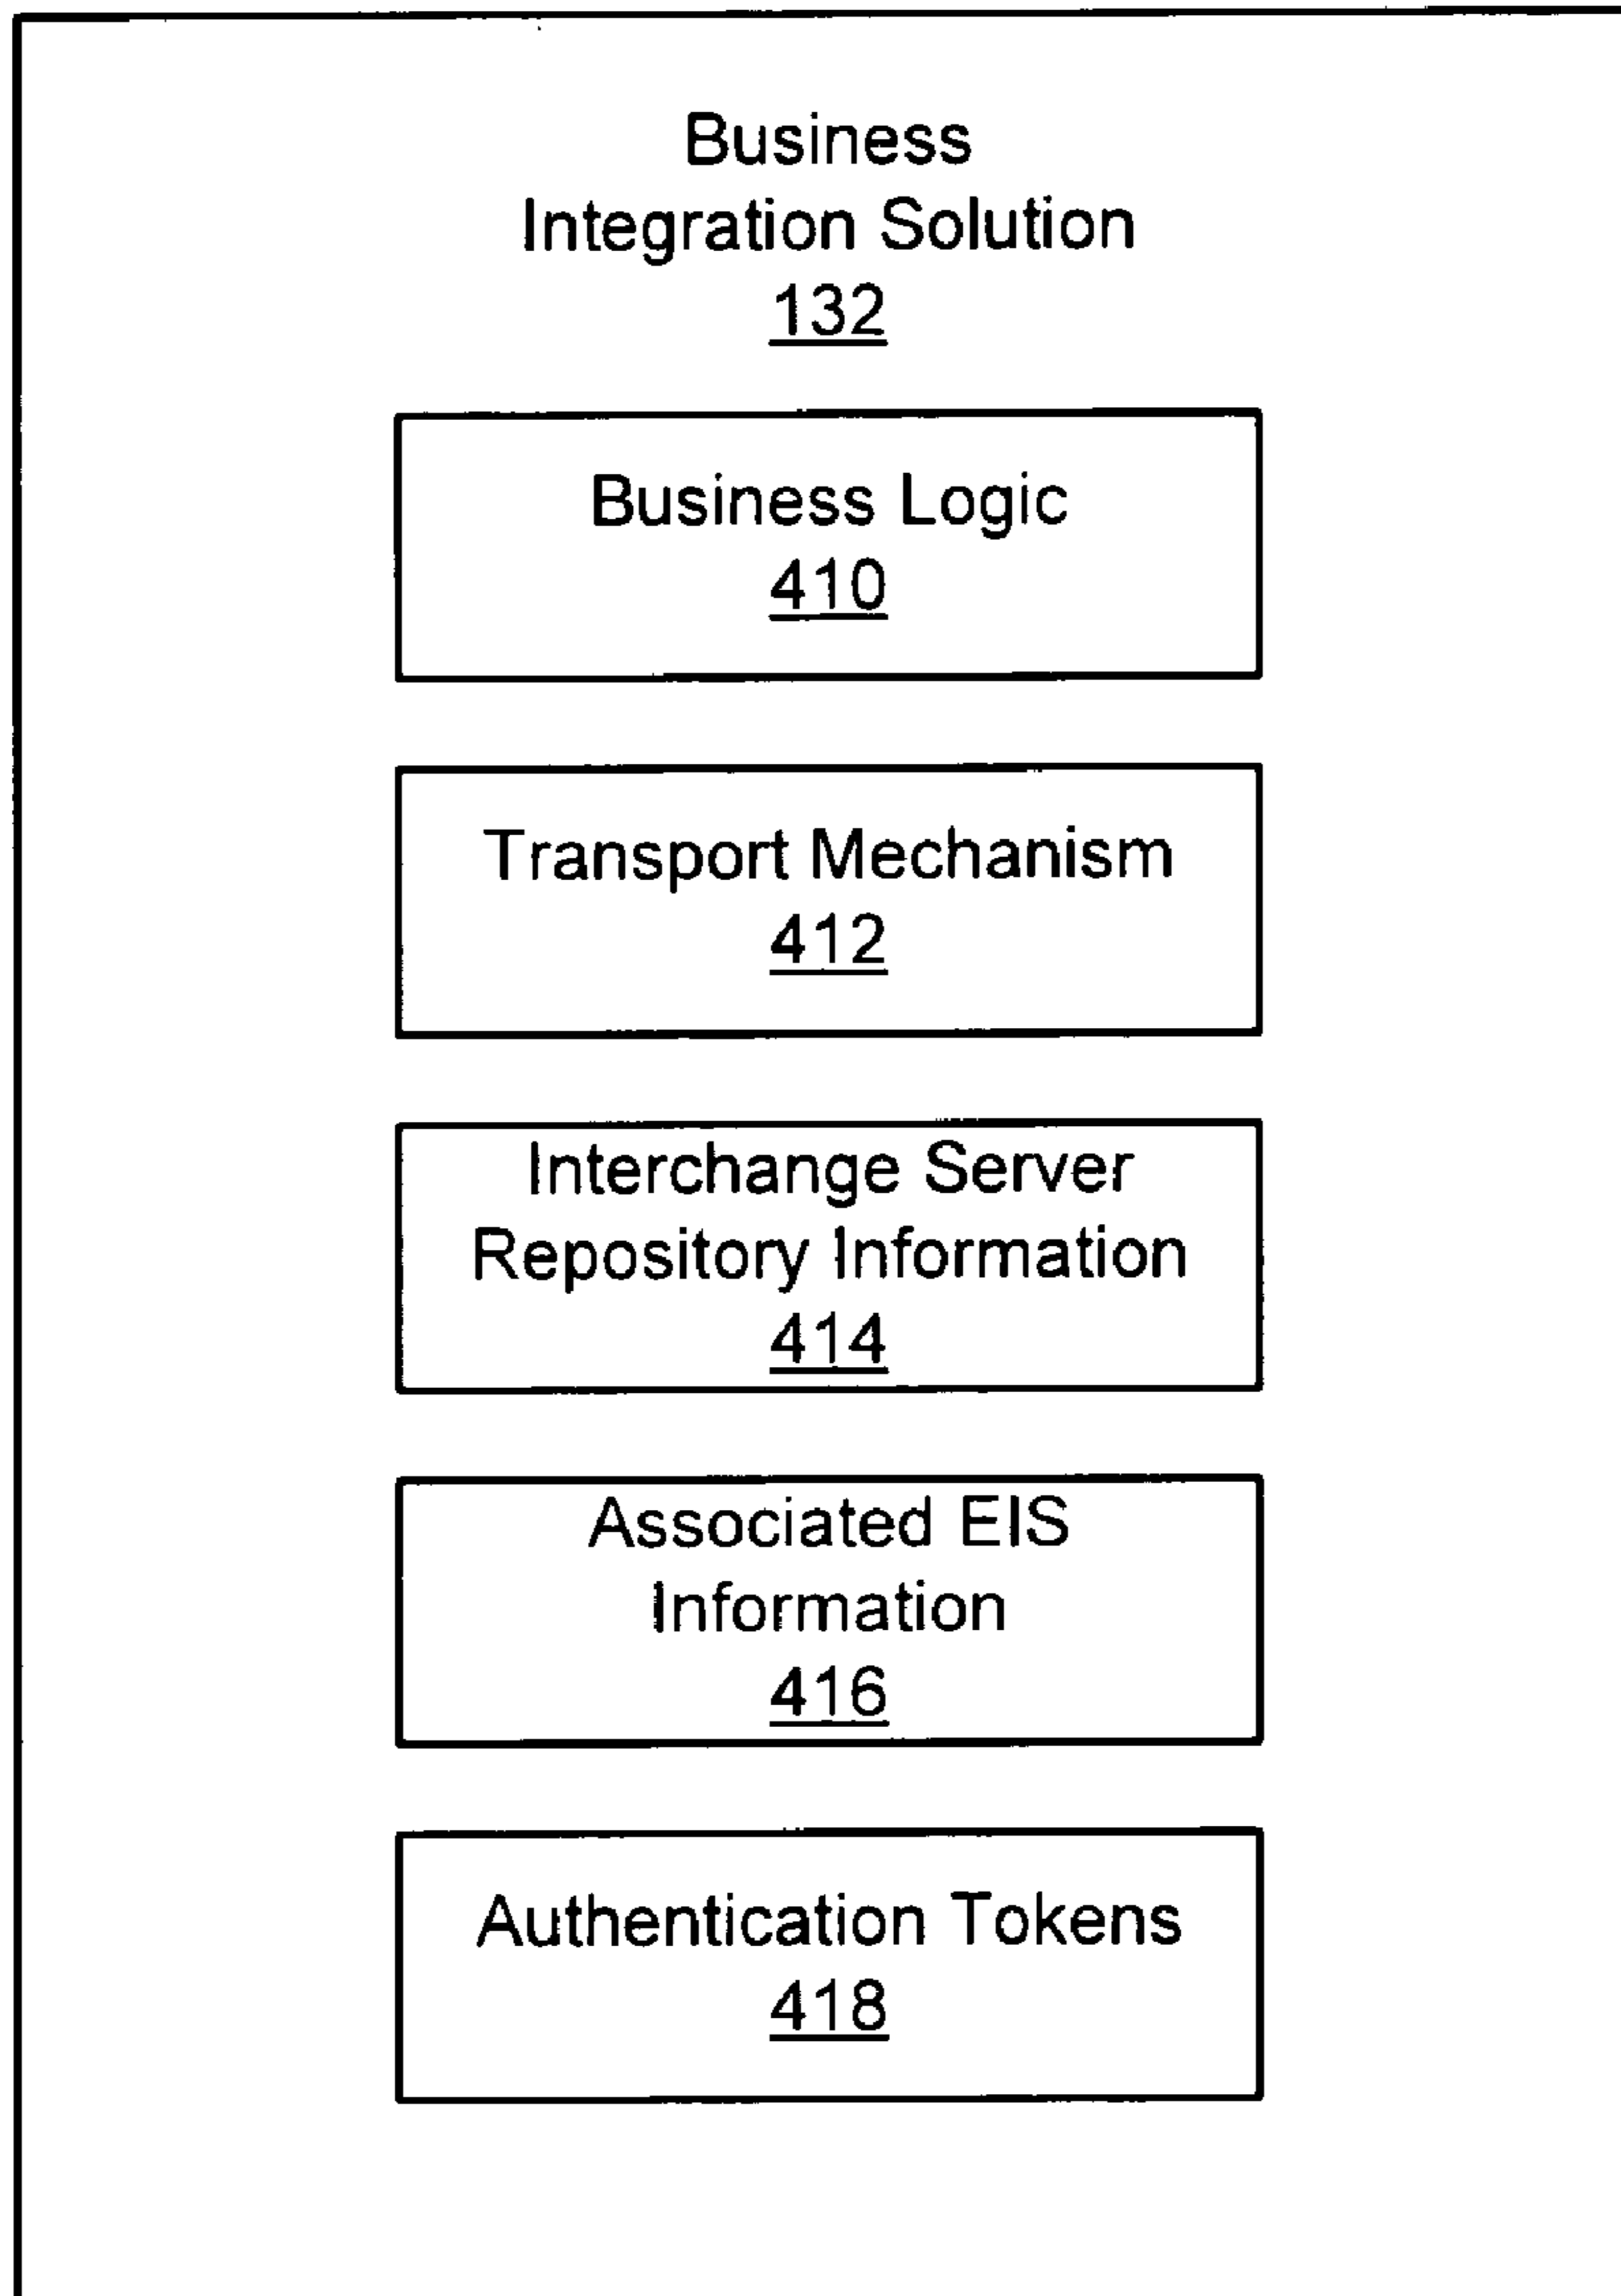 Business
Integration Solution
132
Business Logic
410
Transport Mechanism
412
Interchange Server
Repository Information
414
Associated EIS
Information
416
Authentication Tokens
418